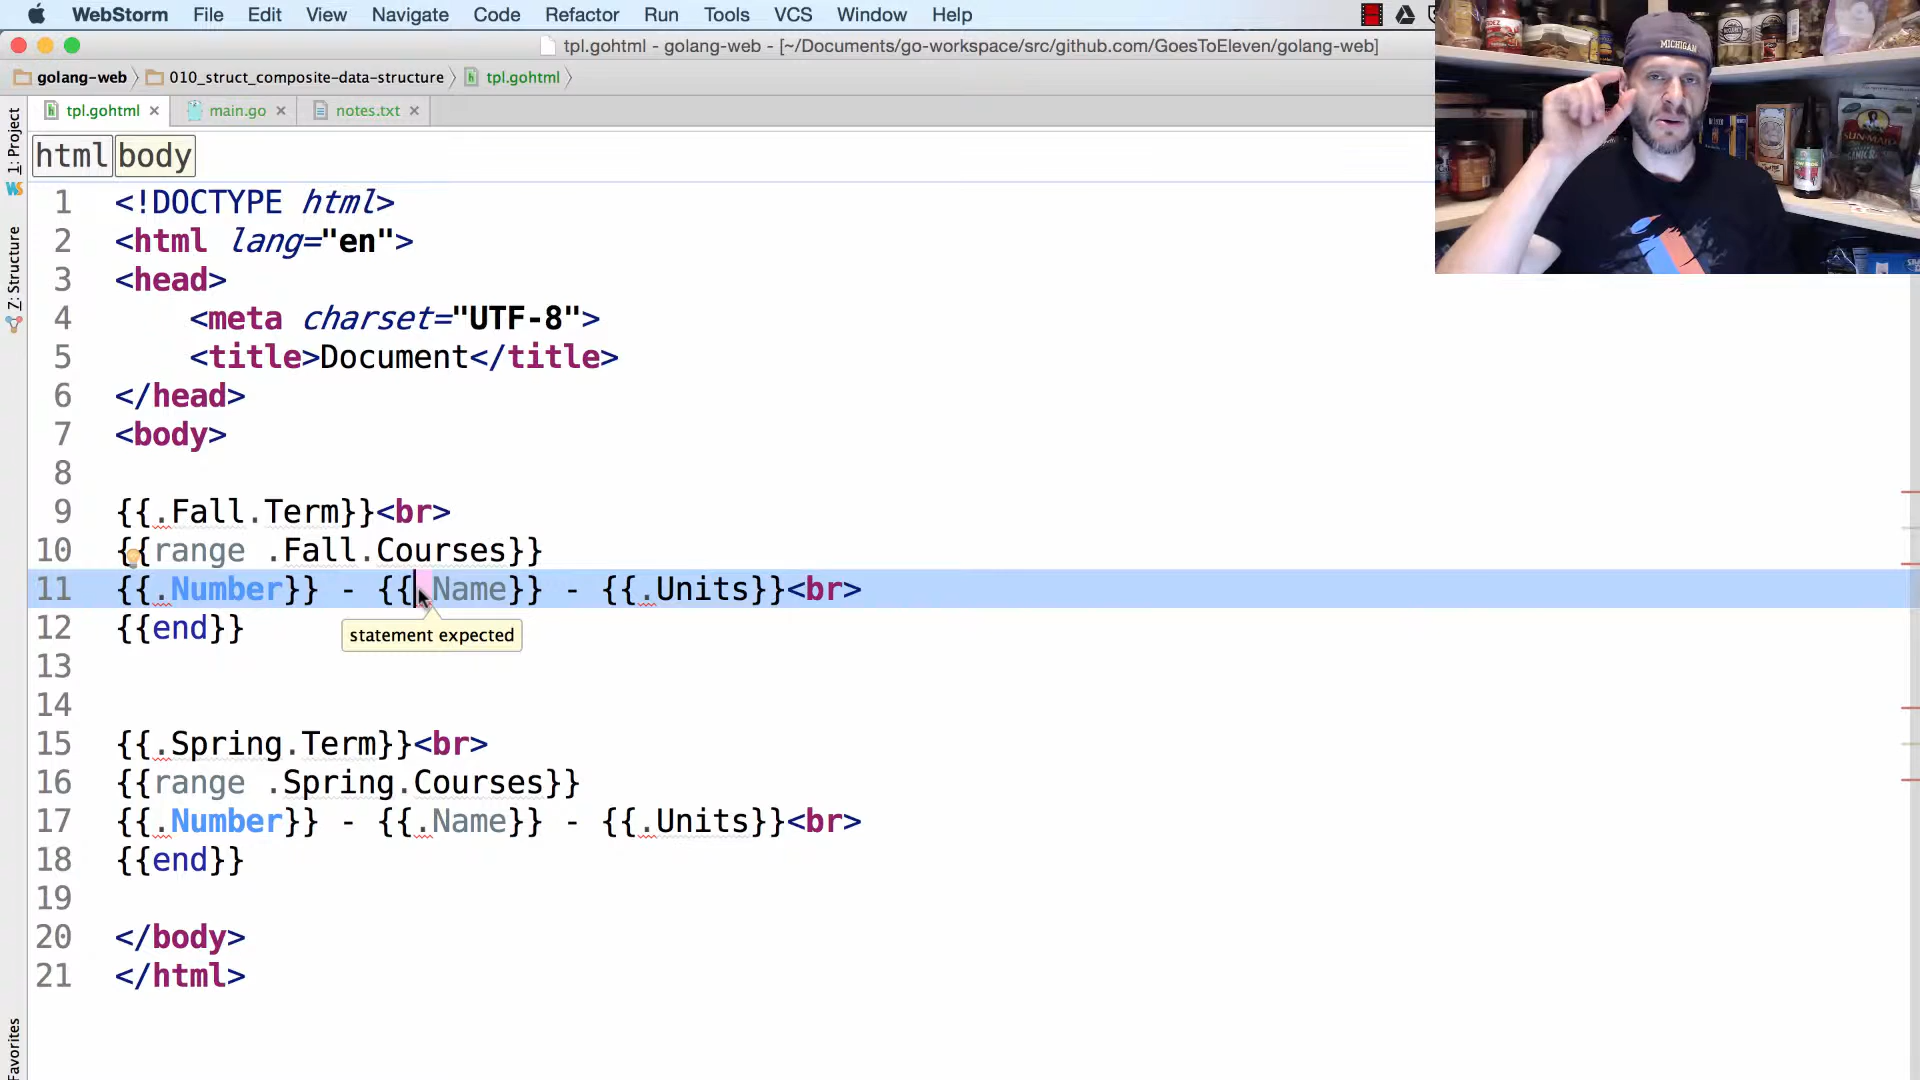 WebStorm File Edit View Navigate Code Refactor Run Tools VCS Window Help
tpl.gohtml - golang-web - [~/Documents/go-workspace/src/github.com/GoesToEleven/golang-web]
golang-web 010_struct_composite-data-structure tpl.gohtml
tpl.gohtml main.go notes.txt
1: Project
Z: Structure
Favorites
html body
1 <!DOCTYPE html>
2 <html lang="en">
3 <head>
4 <meta charset="UTF-8">
5 <title>Document</title>
6 </head>
7 <body>
8
9 {{.Fall.Term}}<br>
10 {{range .Fall.Courses}}
11 {{.Number}} - {{.Name}} - {{.Units}}<br>
12 {{end}}
statement expected
13
14
15 {{.Spring.Term}}<br>
16 {{range .Spring.Courses}}
17 {{.Number}} - {{.Name}} - {{.Units}}<br>
18 {{end}}
19
20 </body>
21 </html>
MICHIGAN
SUN-MAID